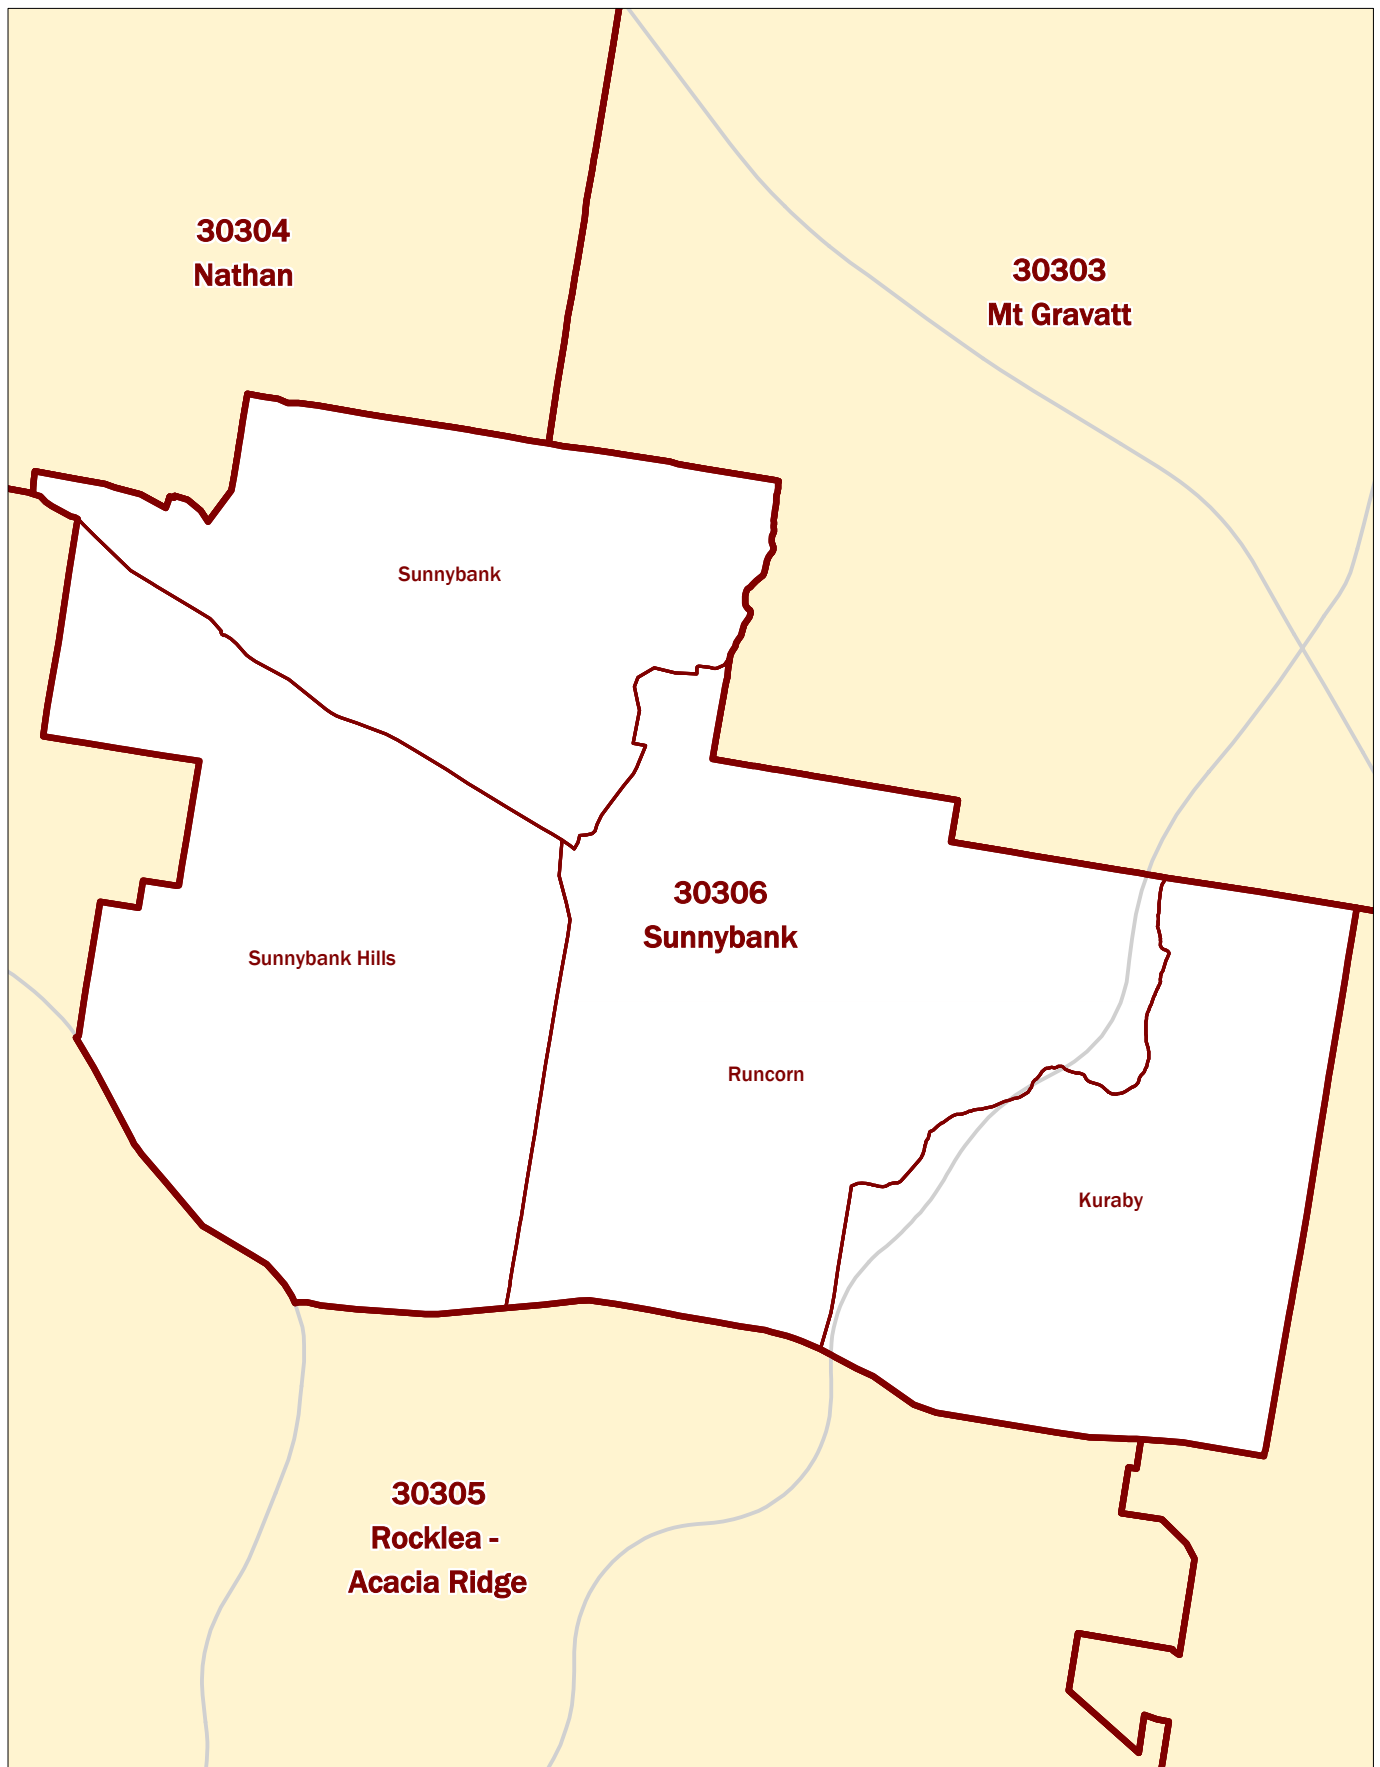 30304
Nathan
30303
Mt Gravatt
Sunnybank
30306
Sunnybank
Sunnybank Hills
Runcorn
Kuraby
30305
Rocklea -
Acacia Ridge